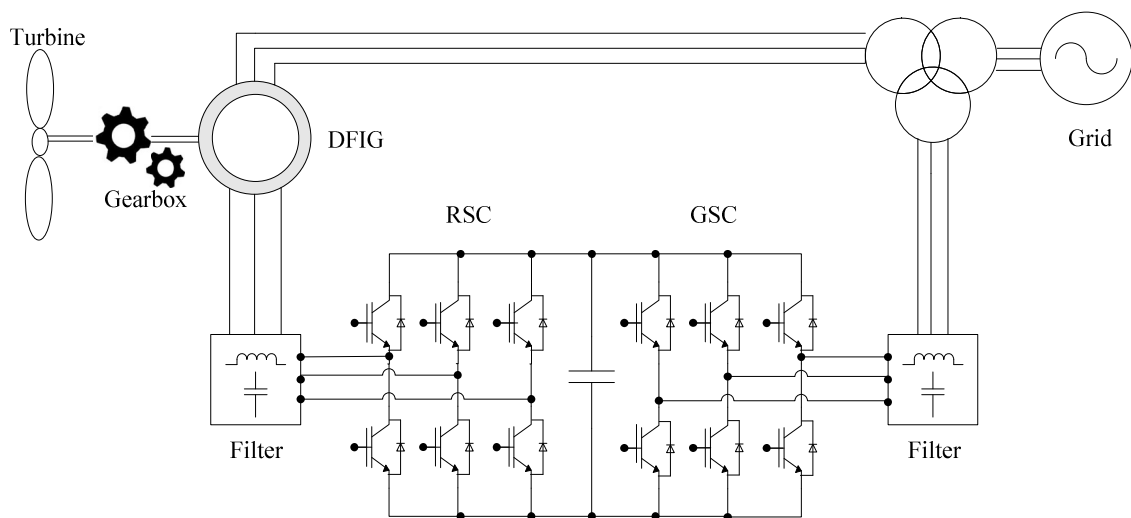 Turbine
DFIG
Grid
Gearbox
RSC
GSC
Filter
Filter